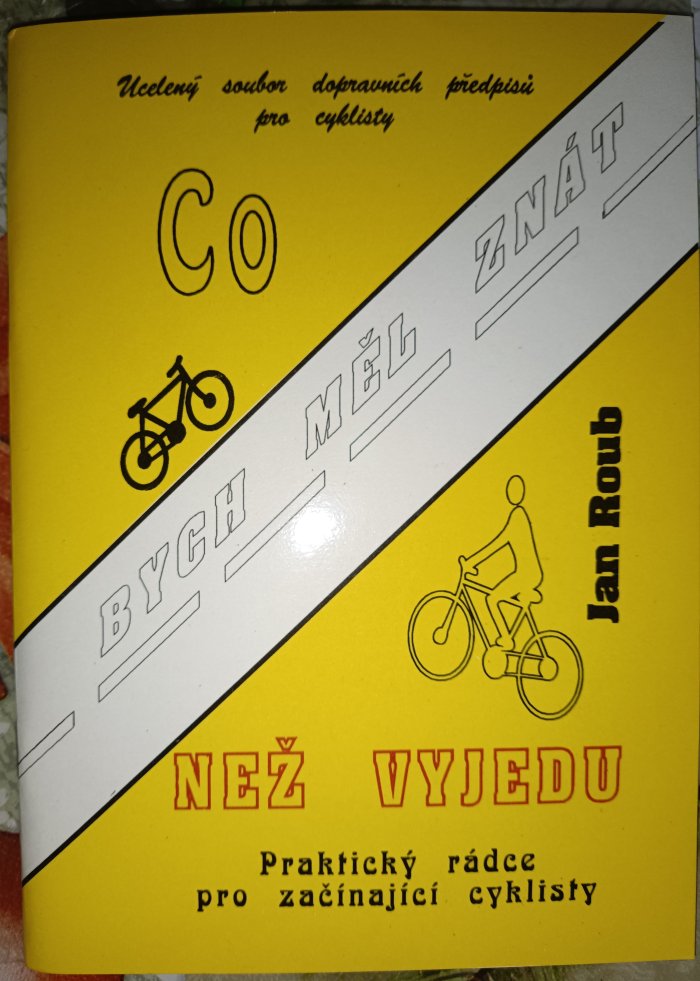 Ucelený soubor dopravních předpisů
pro cyklisty
Co
BYCH MĚL ZNÁT
NEŽ VYJEDU
Jan Roub
Praktický rádce
pro začínající cyklisty